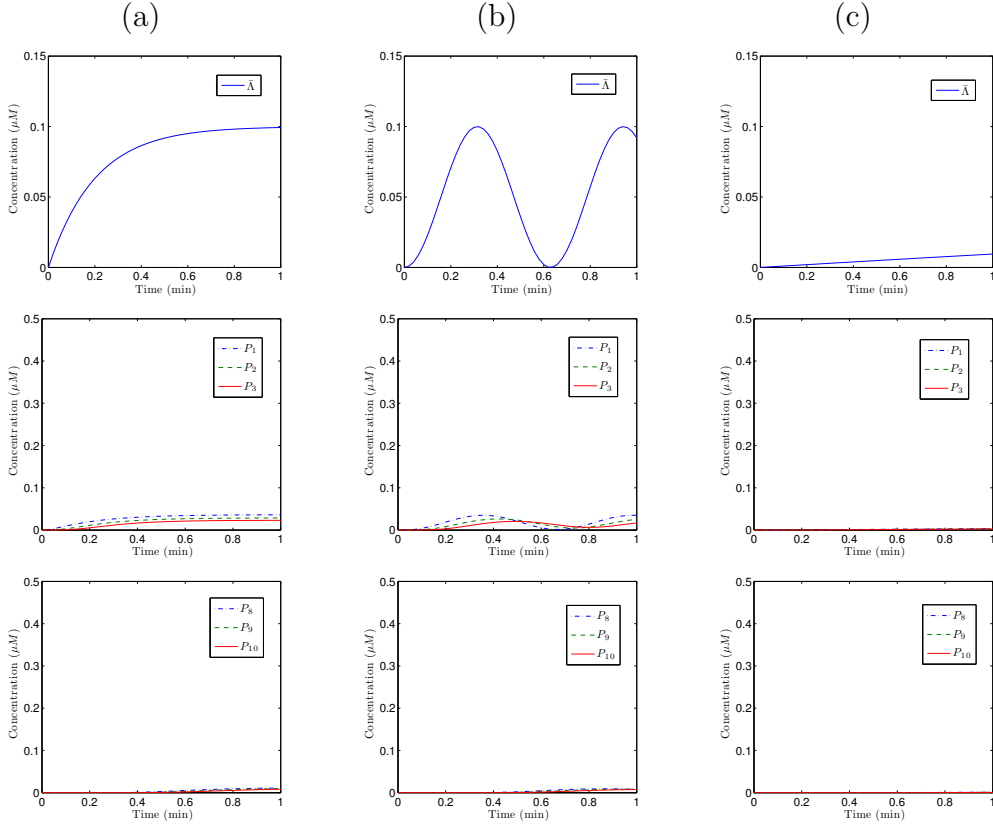 (a) (b) (c)
0.15 0.1 0.05 0
Concentration (μM)
Λ̄
0 0.2 0.4 0.6 0.8 1
Time (min)
0.15 0.1 0.05 0
Concentration (μM)
Λ̄
0 0.2 0.4 0.6 0.8 1
Time (min)
0.15 0.1 0.05 0
Concentration (μM)
Λ̄
0 0.2 0.4 0.6 0.8 1
Time (min)
0.5 0.4 0.3 0.2 0.1 0
Concentration (μM)
P₁
P₂
P₃
0 0.2 0.4 0.6 0.8 1
Time (min)
0.5 0.4 0.3 0.2 0.1 0
Concentration (μM)
P₁
P₂
P₃
0 0.2 0.4 0.6 0.8 1
Time (min)
0.5 0.4 0.3 0.2 0.1 0
Concentration (μM)
P₁
P₂
P₃
0 0.2 0.4 0.6 0.8 1
Time (min)
0.5 0.4 0.3 0.2 0.1 0
Concentration (μM)
P₈
P₉
P₁₀
0 0.2 0.4 0.6 0.8 1
Time (min)
0.5 0.4 0.3 0.2 0.1 0
Concentration (μM)
P₈
P₉
P₁₀
0 0.2 0.4 0.6 0.8 1
Time (min)
0.5 0.4 0.3 0.2 0.1 0
Concentration (μM)
P₈
P₉
P₁₀
0 0.2 0.4 0.6 0.8 1
Time (min)